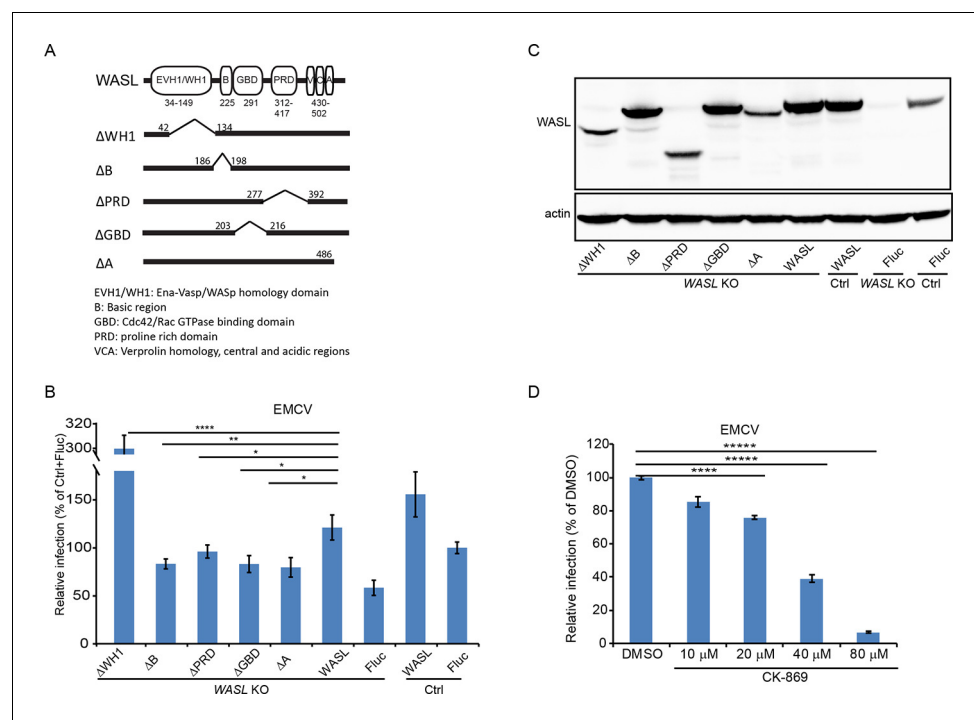 A
WASL
EVH1/WH1 B GBD PRD V C A
34-149 225 291 312-417 430-502
ΔWH1 42 134
ΔB 186 198
ΔPRD 277 392
ΔGBD 203 216
ΔA 486
EVH1/WH1: Ena-Vasp/WASp homology domain
B: Basic region
GBD: Cdc42/Rac GTPase binding domain
PRD: proline rich domain
VCA: Verprolin homology, central and acidic regions
C
WASL
actin
ΔWH1 ΔB ΔPRD ΔGBD ΔA WASL WASL Fluc Fluc
WASL KO Ctrl WASL KO Ctrl
B
EMCV
Relative infection (% of Ctrl+Fluc)
320
300
150
100
50
0
****
**
*
*
*
ΔWH1 ΔB ΔPRD ΔGBD ΔA WASL Fluc WASL Fluc
WASL KO Ctrl
D
EMCV
Relative infection (% of DMSO)
120
100
80
60
40
20
0
*****
*****
****
DMSO 10 µM 20 µM 40 µM 80 µM
CK-869